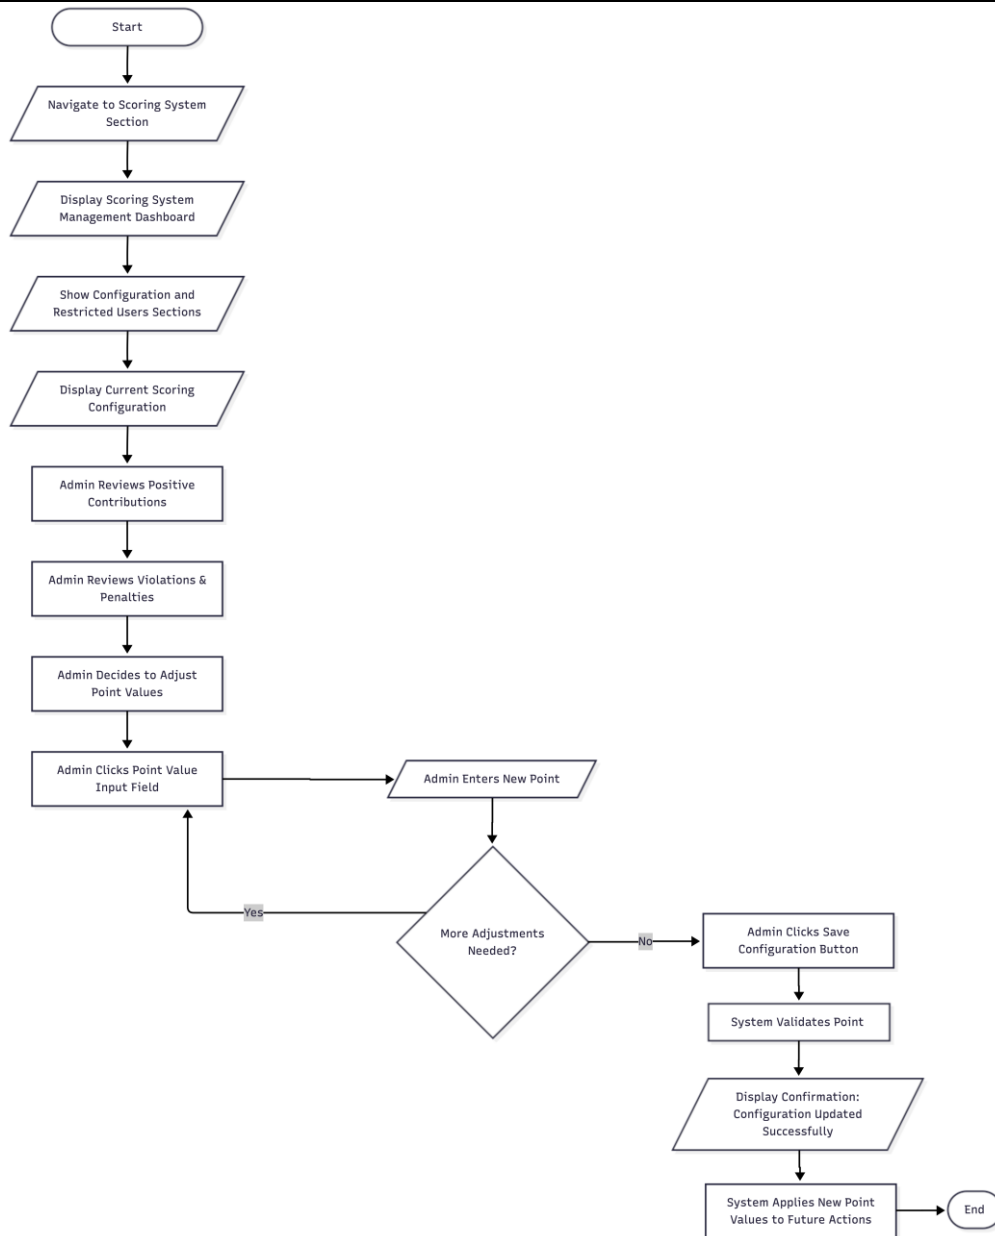 Start
Navigate to Scoring System
Section
Display Scoring System
Management Dashboard
Show Configuration and
Restricted Users Sections
Display Current Scoring
Configuration
Admin Reviews Positive
Contributions
Admin Reviews Violations &
Penalties
Admin Decides to Adjust
Point Values
Admin Clicks Point Value
Input Field
Admin Enters New Point
More Adjustments
Needed?
Yes
No
Admin Clicks Save
Configuration Button
System Validates Point
Display Confirmation:
Configuration Updated
Successfully
System Applies New Point
Values to Future Actions
End